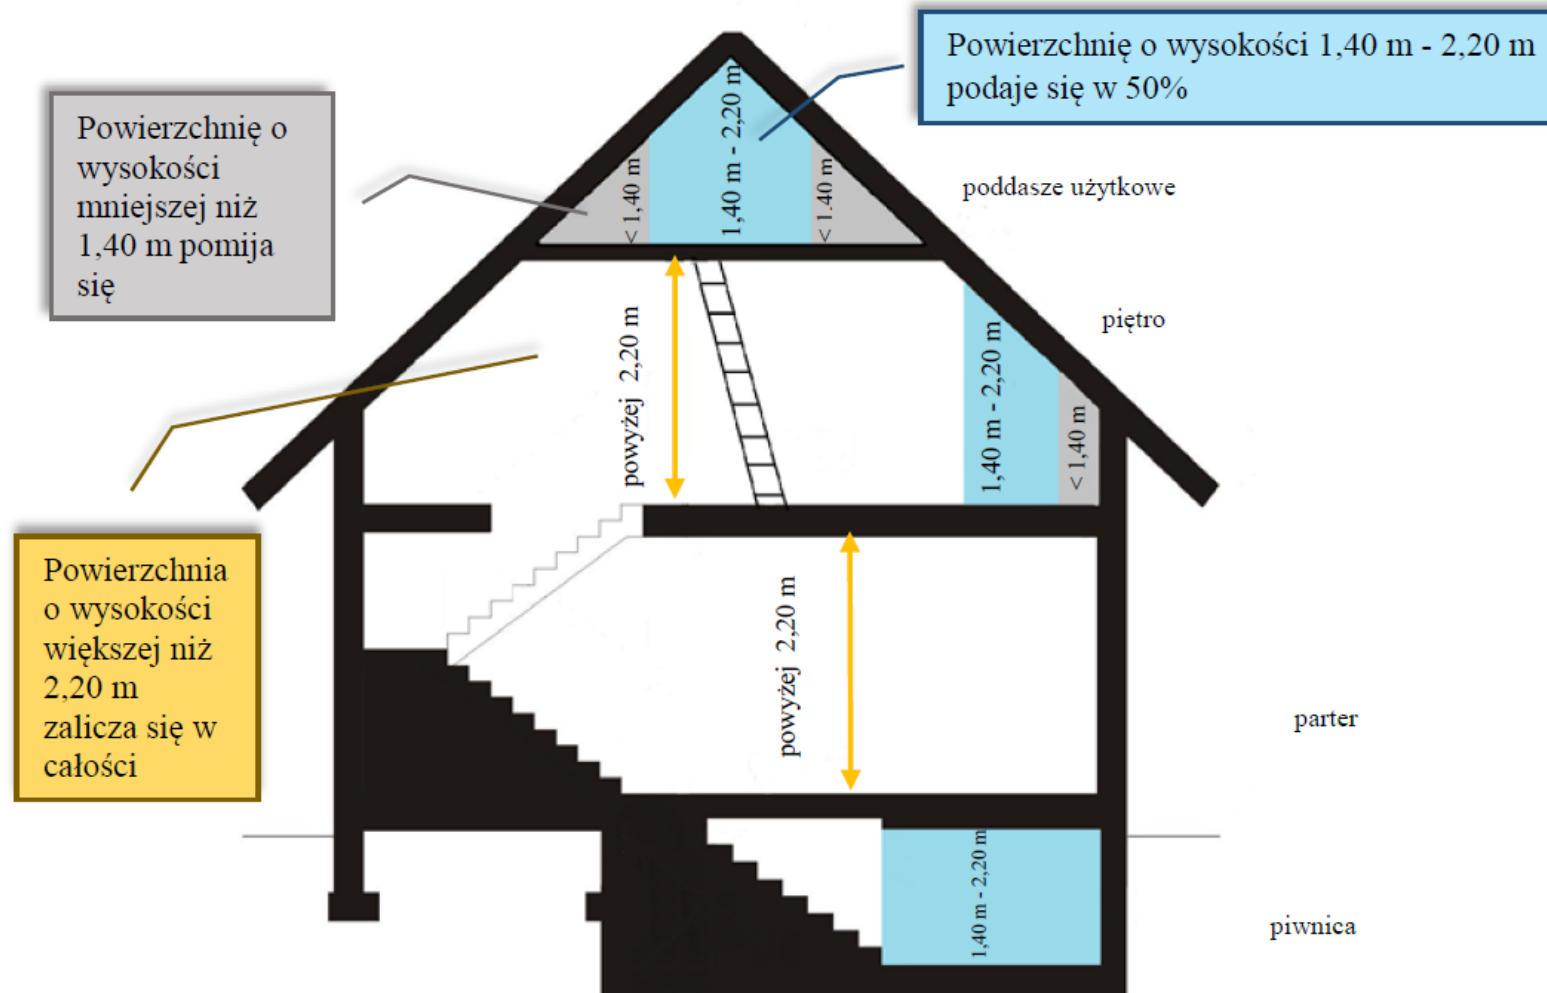 Powierzchnię o wysokości 1,40 m - 2,20 m
podaje się w 50%
Powierzchnię o
wysokości
mniejszej niż
1,40 m pomija
się
< 1,40 m
1,40 m - 2,20 m
< 1.40 m
poddasze użytkowe
powyżej 2,20 m
1,40 m - 2,20 m
< 1,40 m
piętro
Powierzchnia
o wysokości
większej niż
2,20 m
zalicza się w
całości
powyżej 2,20 m
parter
1,40 m - 2,20 m
piwnica